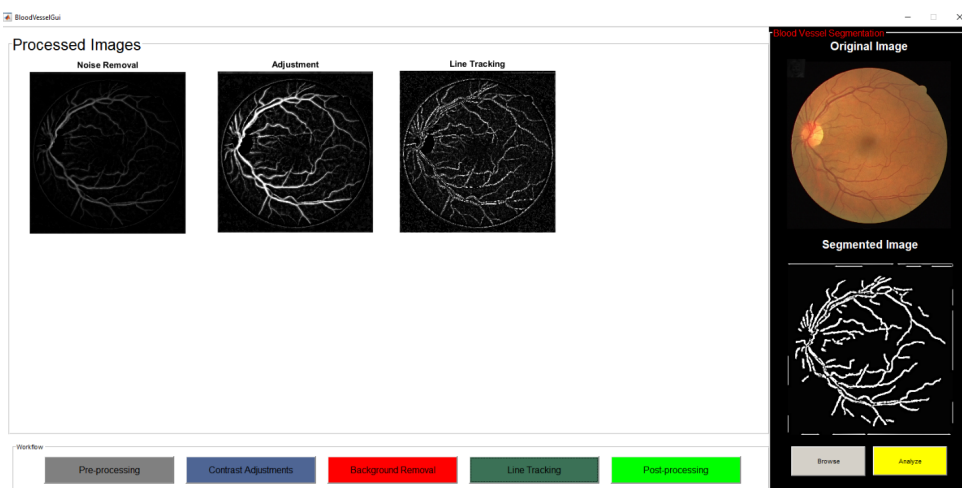 BloodVesselGui
Processed Images
Noise Removal
Adjustment
Line Tracking
Blood Vessel Segmentation
Original Image
Segmented Image
Workflow
Pre-processing
Contrast Adjustments
Background Removal
Line Tracking
Post-processing
Browse
Analyze